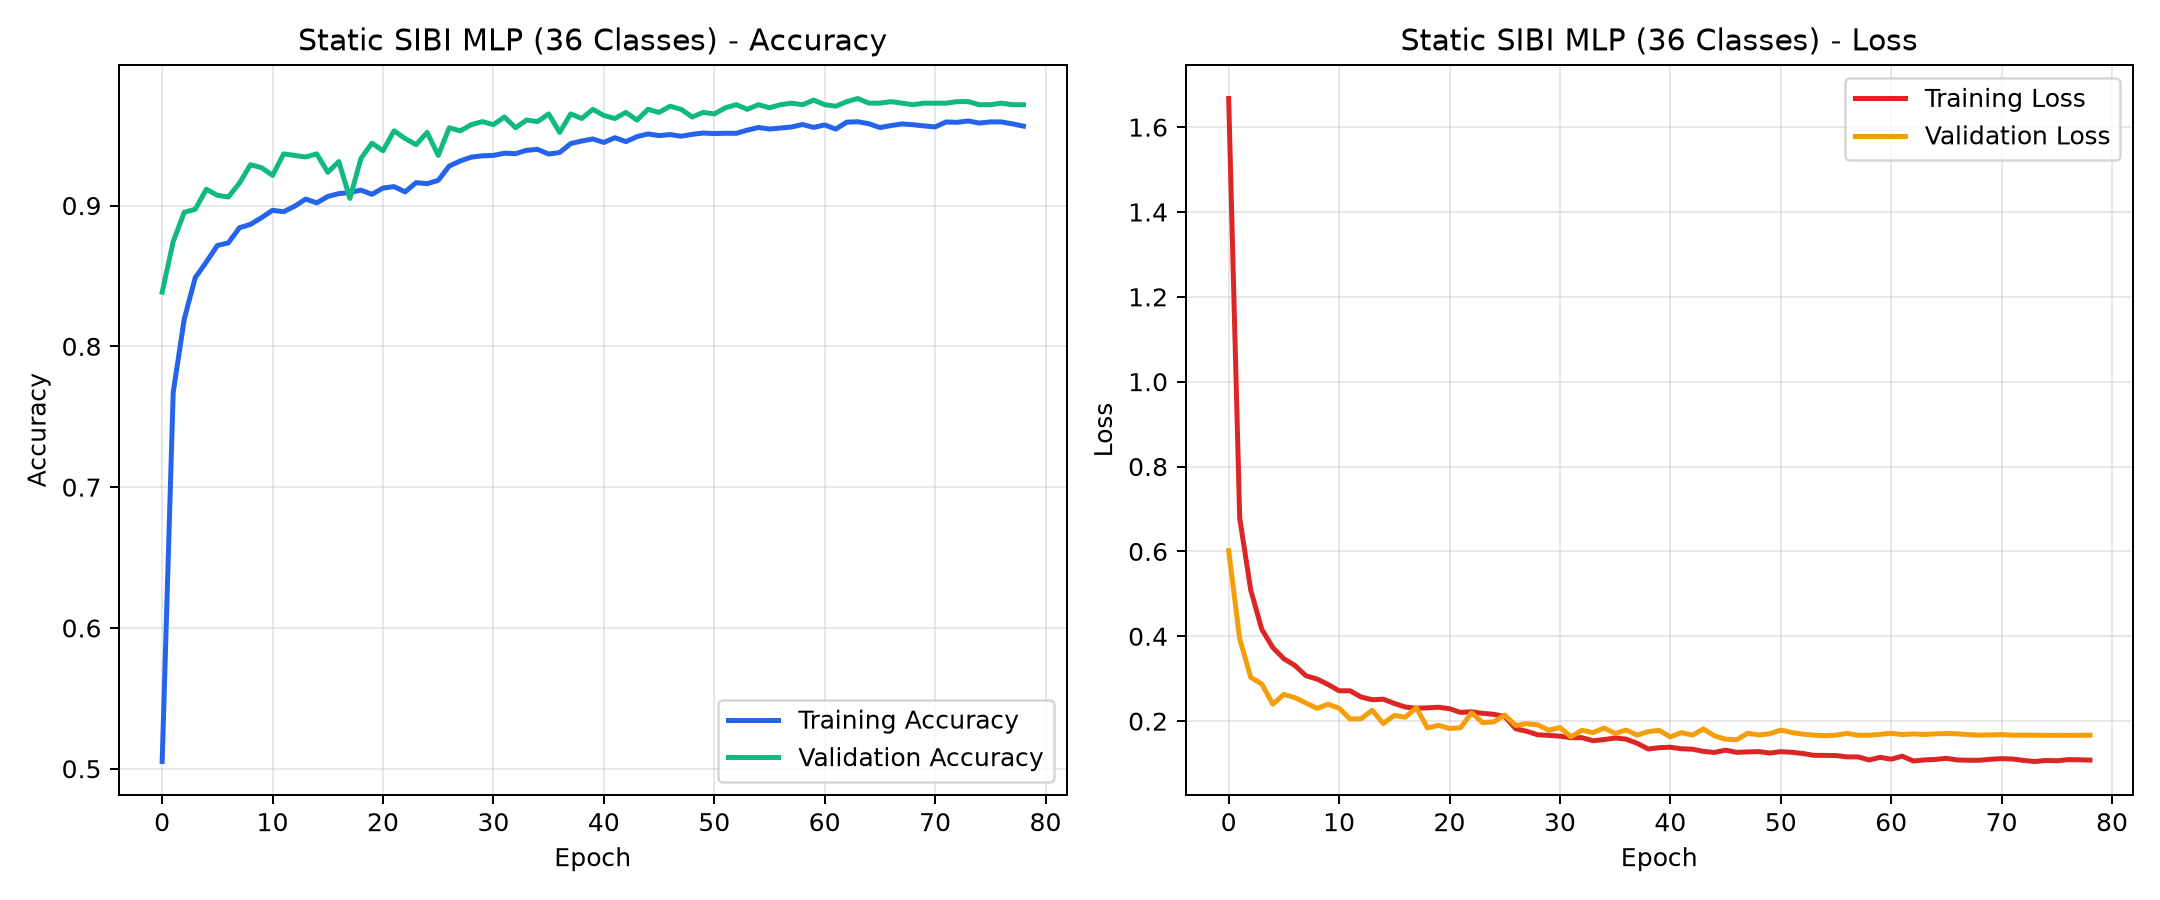 Static SIBI MLP (36 Classes) - Accuracy
Accuracy
0.9
0.8
0.7
0.6
0.5
0 10 20 30 40 50 60 70 80
Epoch
Training Accuracy
Validation Accuracy
Static SIBI MLP (36 Classes) - Loss
Loss
1.6
1.4
1.2
1.0
0.8
0.6
0.4
0.2
0 10 20 30 40 50 60 70 80
Epoch
Training Loss
Validation Loss